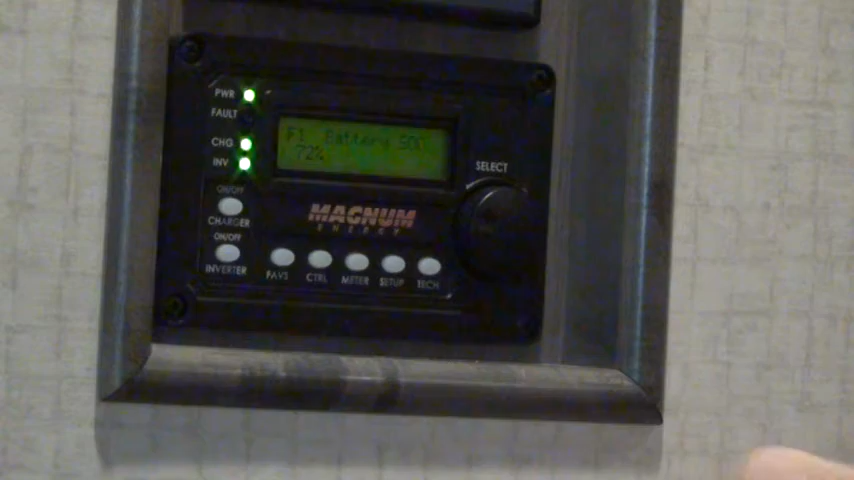 PWR
FAULT
CHG
INV
F1 Battery SOC
72%
SELECT
ON/OFF
CHARGER
ON/OFF
INVERTER
MAGNUM
ENERGY
FAVS
CTRL
METER
SETUP
TECH